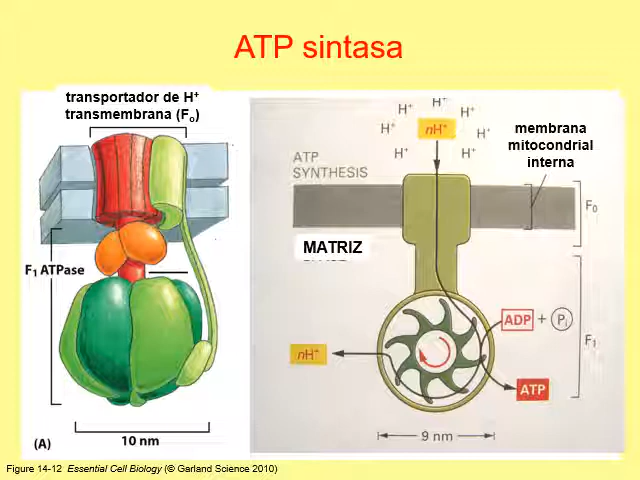 ATP sintasa
transportador de H⁺
transmembrana (F₀)
F₁ ATPase
(A)
10 nm
H⁺
H⁺
H⁺
H⁺
nH⁺
H⁺
H⁺
H⁺
membrana
mitocondrial
interna
ATP
SYNTHESIS
F₀
MATRIZ
ADP + Pᵢ
F₁
nH⁺
ATP
9 nm
Figure 14-12 Essential Cell Biology (© Garland Science 2010)